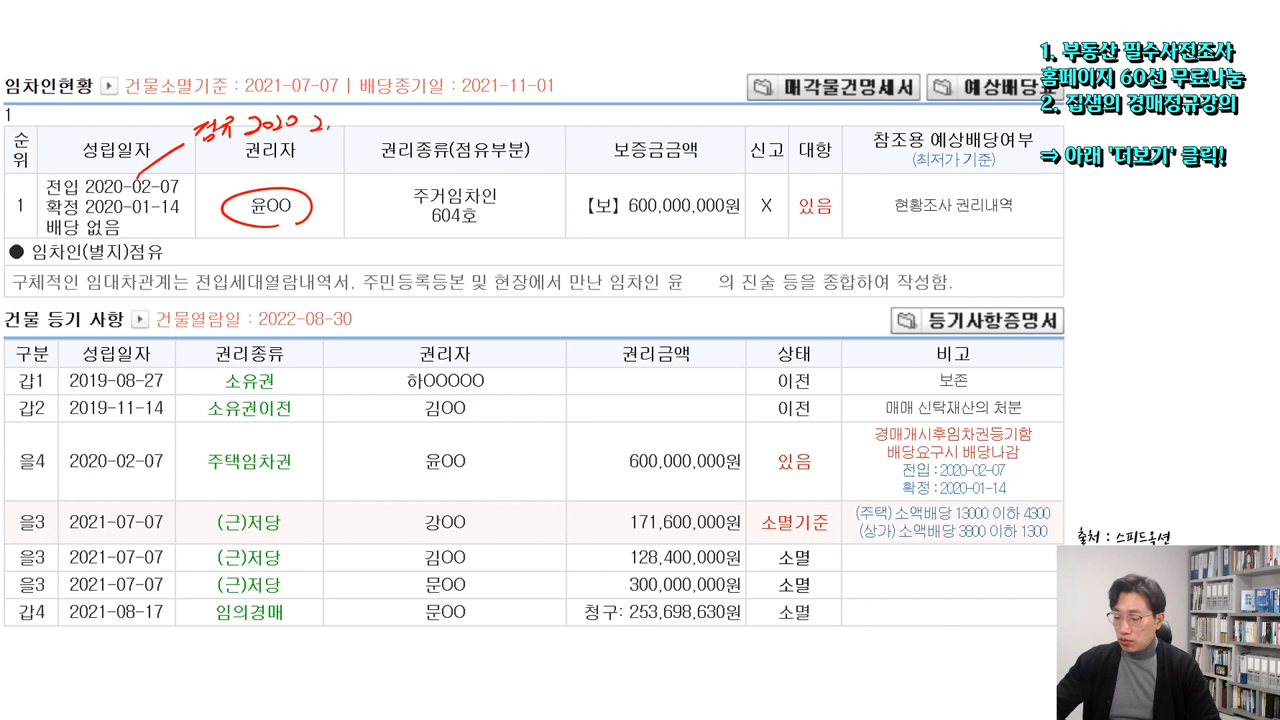 1. 부동산 필수사전조사
홈페이지 60선 무료나눔
2. 집샘의 경매정규강의
⇒ 아래 '더보기' 클릭!
임차인현황 건물소멸기준 : 2021-07-07 | 배당종기일 : 2021-11-01 매각물건명세서 예상배당표
1
점유 2020 2.
순위 성립일자 권리자 권리종류(점유부분) 보증금금액 신고 대항 참조용 예상배당여부
(최저가 기준)
1 전입 2020-02-07 윤OO 주거임차인 【보】 600,000,000원 X 있음 현황조사 권리내역
확정 2020-01-14 604호
배당 없음
● 임차인(별지)점유
구체적인 임대차관계는 전입세대열람내역서, 주민등록등본 및 현장에서 만난 임차인 윤 의 진술 등을 종합하여 작성함.
건물 등기 사항 건물열람일 : 2022-08-30 등기사항증명서
구분 성립일자 권리종류 권리자 권리금액 상태 비고
갑1 2019-08-27 소유권 하OOOOO 이전 보존
갑2 2019-11-14 소유권이전 김OO 이전 매매 신탁재산의 처분
을4 2020-02-07 주택임차권 윤OO 600,000,000원 있음 경매개시후임차권등기함
배당요구시 배당나감
전입 : 2020-02-07
확정 : 2020-01-14
을3 2021-07-07 (근)저당 강OO 171,600,000원 소멸기준 (주택) 소액배당 13000 이하 4300
(상가) 소액배당 3800 이하 1300
을3 2021-07-07 (근)저당 김OO 128,400,000원 소멸
을3 2021-07-07 (근)저당 문OO 300,000,000원 소멸
갑4 2021-08-17 임의경매 문OO 청구: 253,698,630원 소멸
출처 : 스피드옥션